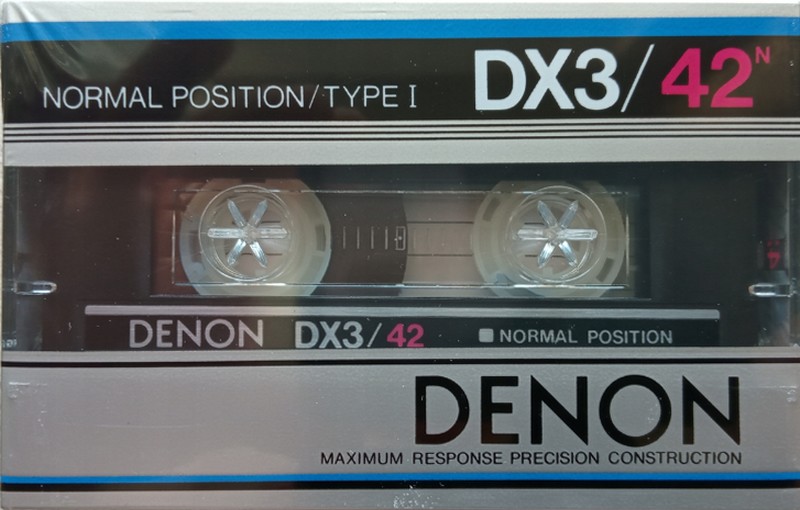 DX3/42N
NORMAL POSITION/TYPE I
DENON DX3/42 NORMAL POSITION
DENON
MAXIMUM RESPONSE PRECISION CONSTRUCTION